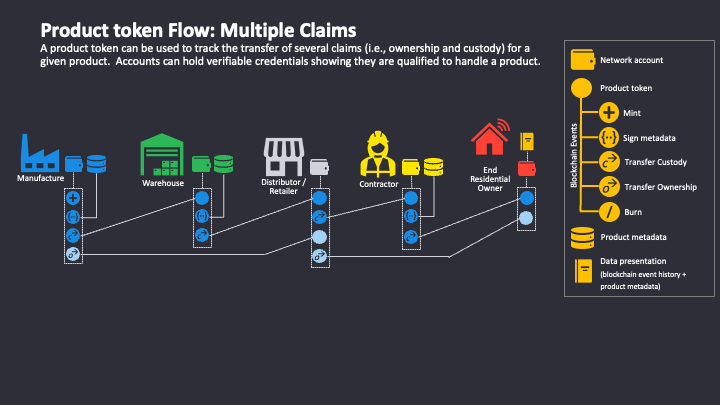 Product token Flow: Multiple Claims
A product token can be used to track the transfer of several claims (i.e., ownership and custody) for a
given product. Accounts can hold verifiable credentials showing they are qualified to handle a product.
Manufacture
Warehouse
Distributor /
Retailer
Contractor
End
Residential
Owner
Network account
Product token
Blockchain Events
Mint
Sign metadata
Transfer Custody
Transfer Ownership
Burn
Product metadata
Data presentation
(blockchain event history +
product metadata)